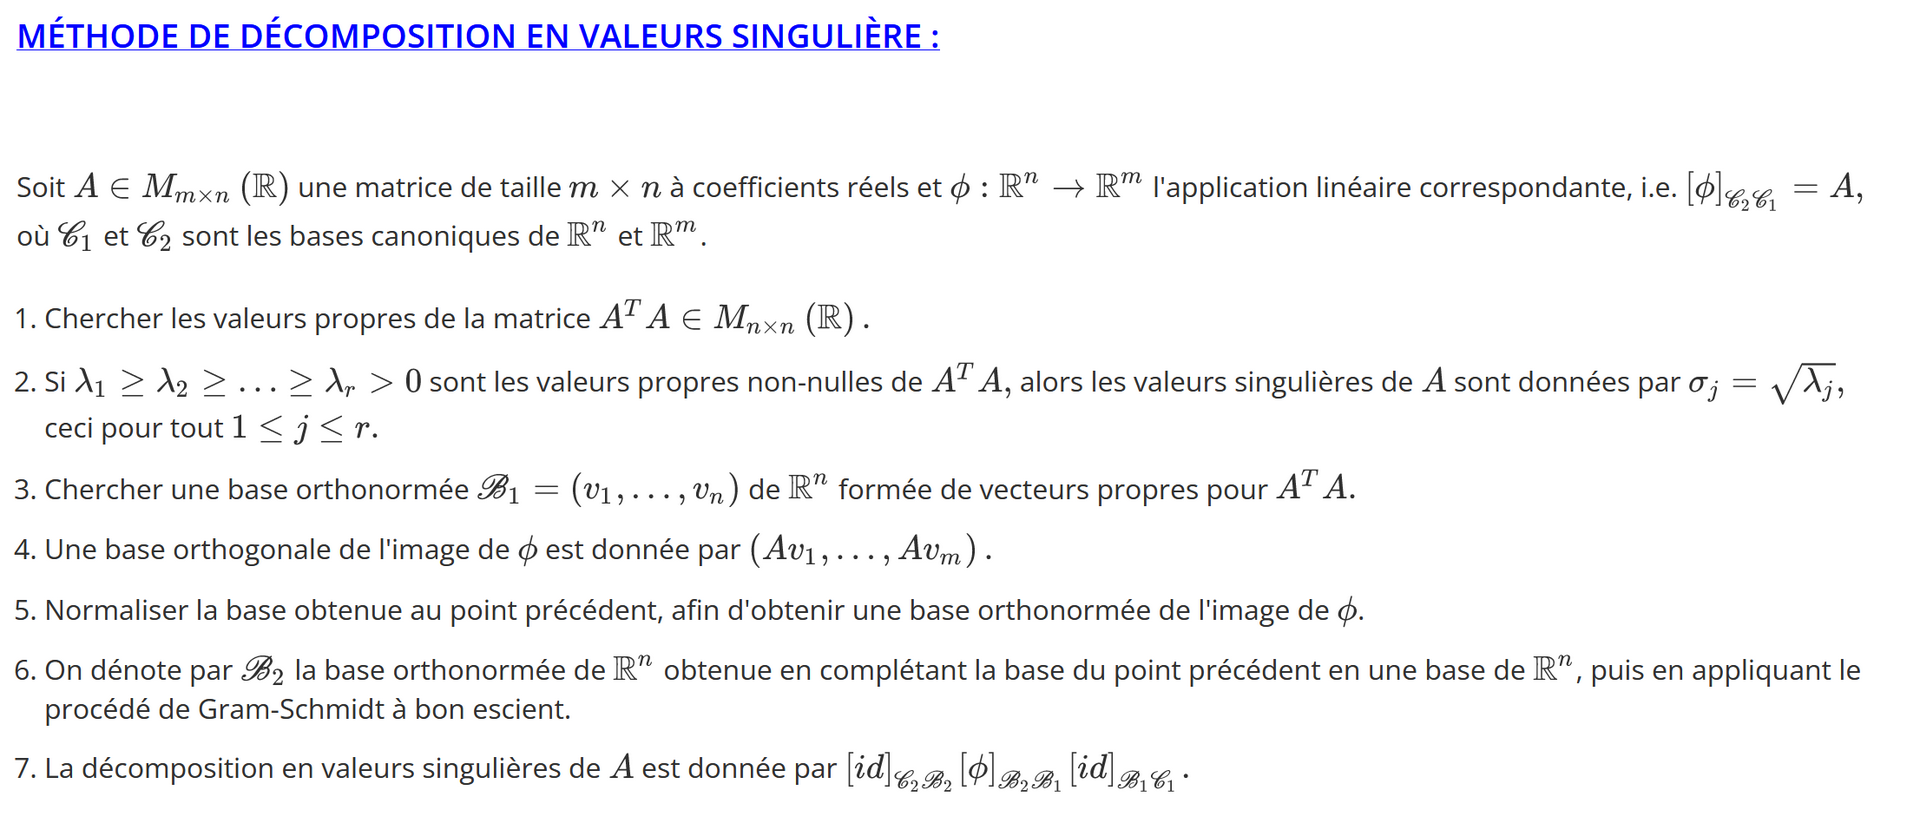 MÉTHODE DE DÉCOMPOSITION EN VALEURS SINGULIÈRE :
Soit $A \in M_{m \times n}(\mathbb{R})$ une matrice de taille $m \times n$ à coefficients réels et $\phi : \mathbb{R}^n \to \mathbb{R}^m$ l'application linéaire correspondante, i.e. $[\phi]_{\mathscr{C}_2 \mathscr{C}_1} = A,$
où $\mathscr{C}_1$ et $\mathscr{C}_2$ sont les bases canoniques de $\mathbb{R}^n$ et $\mathbb{R}^m.$
1. Chercher les valeurs propres de la matrice $A^T A \in M_{n \times n}(\mathbb{R}).$
2. Si $\lambda_1 \geq \lambda_2 \geq \ldots \geq \lambda_r > 0$ sont les valeurs propres non-nulles de $A^T A,$ alors les valeurs singulières de $A$ sont données par $\sigma_j = \sqrt{\lambda_j},$
ceci pour tout $1 \leq j \leq r.$
3. Chercher une base orthonormée $\mathscr{B}_1 = (v_1, \ldots, v_n)$ de $\mathbb{R}^n$ formée de vecteurs propres pour $A^T A.$
4. Une base orthogonale de l'image de $\phi$ est donnée par $(Av_1, \ldots, Av_m).$
5. Normaliser la base obtenue au point précédent, afin d'obtenir une base orthonormée de l'image de $\phi.$
6. On dénote par $\mathscr{B}_2$ la base orthonormée de $\mathbb{R}^n$ obtenue en complétant la base du point précédent en une base de $\mathbb{R}^n,$ puis en appliquant le
procédé de Gram-Schmidt à bon escient.
7. La décomposition en valeurs singulières de $A$ est donnée par $[id]_{\mathscr{C}_2 \mathscr{B}_2} [\phi]_{\mathscr{B}_2 \mathscr{B}_1} [id]_{\mathscr{B}_1 \mathscr{C}_1}.$